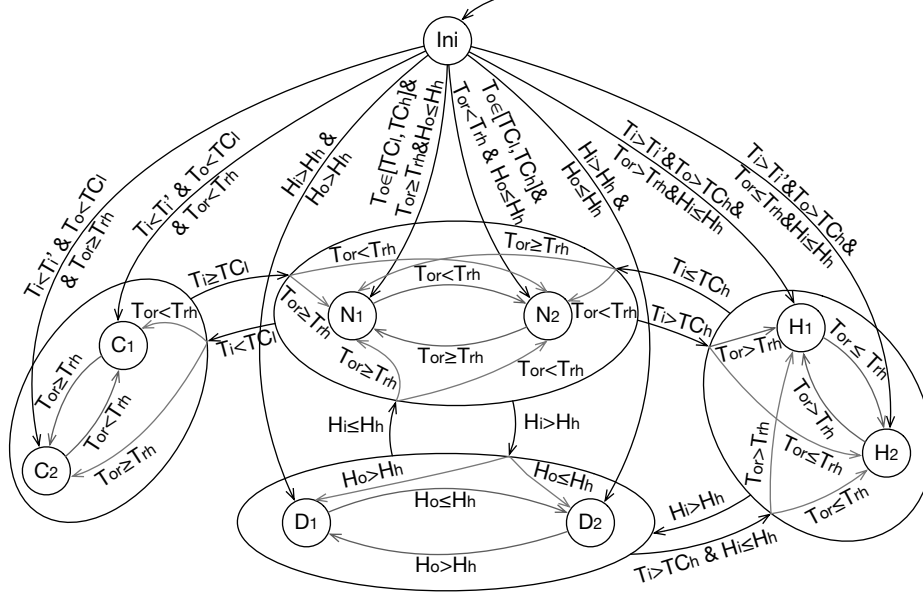 Ini
Ti<Ti' & To<TCl
& Tor≥Trh
Ti<Ti' & To<TCl
& Tor<Trh
Hi>Hh &
Ho>Hh
To∈[TCl, TCh]&
Tor≥Trh&Ho≤Hh
To∈[TCl,TCh]&
Tor<Trh & Ho≤Hh
Hi>Hh &
Ho≤Hh
Ti>Ti'&To>TCh&
Tor>Trh&Hi≤Hh
Ti>Ti'&To>TCh&
Tor≤Trh&Hi≤Hh
Ti≥TCl
Tor<Trh
Tor≥Trh
Ti≤TCh
Tor<Trh
Tor≥Trh
Tor<Trh
N1
N2
Tor<Trh
Ti>TCh
H1
Tor<Trh
C1
Ti<TCl
Tor≥Trh
Tor≥Trh
Tor>Trh
Tor≤Trh
Tor≥Trh
Tor<Trh
Tor<Trh
Tor>Trh
Hi≤Hh
Hi>Hh
C2
Tor≥Trh
Tor>Trh
Tor≤Trh
H2
Ho>Hh
Ho≤Hh
Ho≤Hh
Tor≤Trh
Hi>Hh
D1
D2
Ho>Hh
Ti>TCh & Hi≤Hh